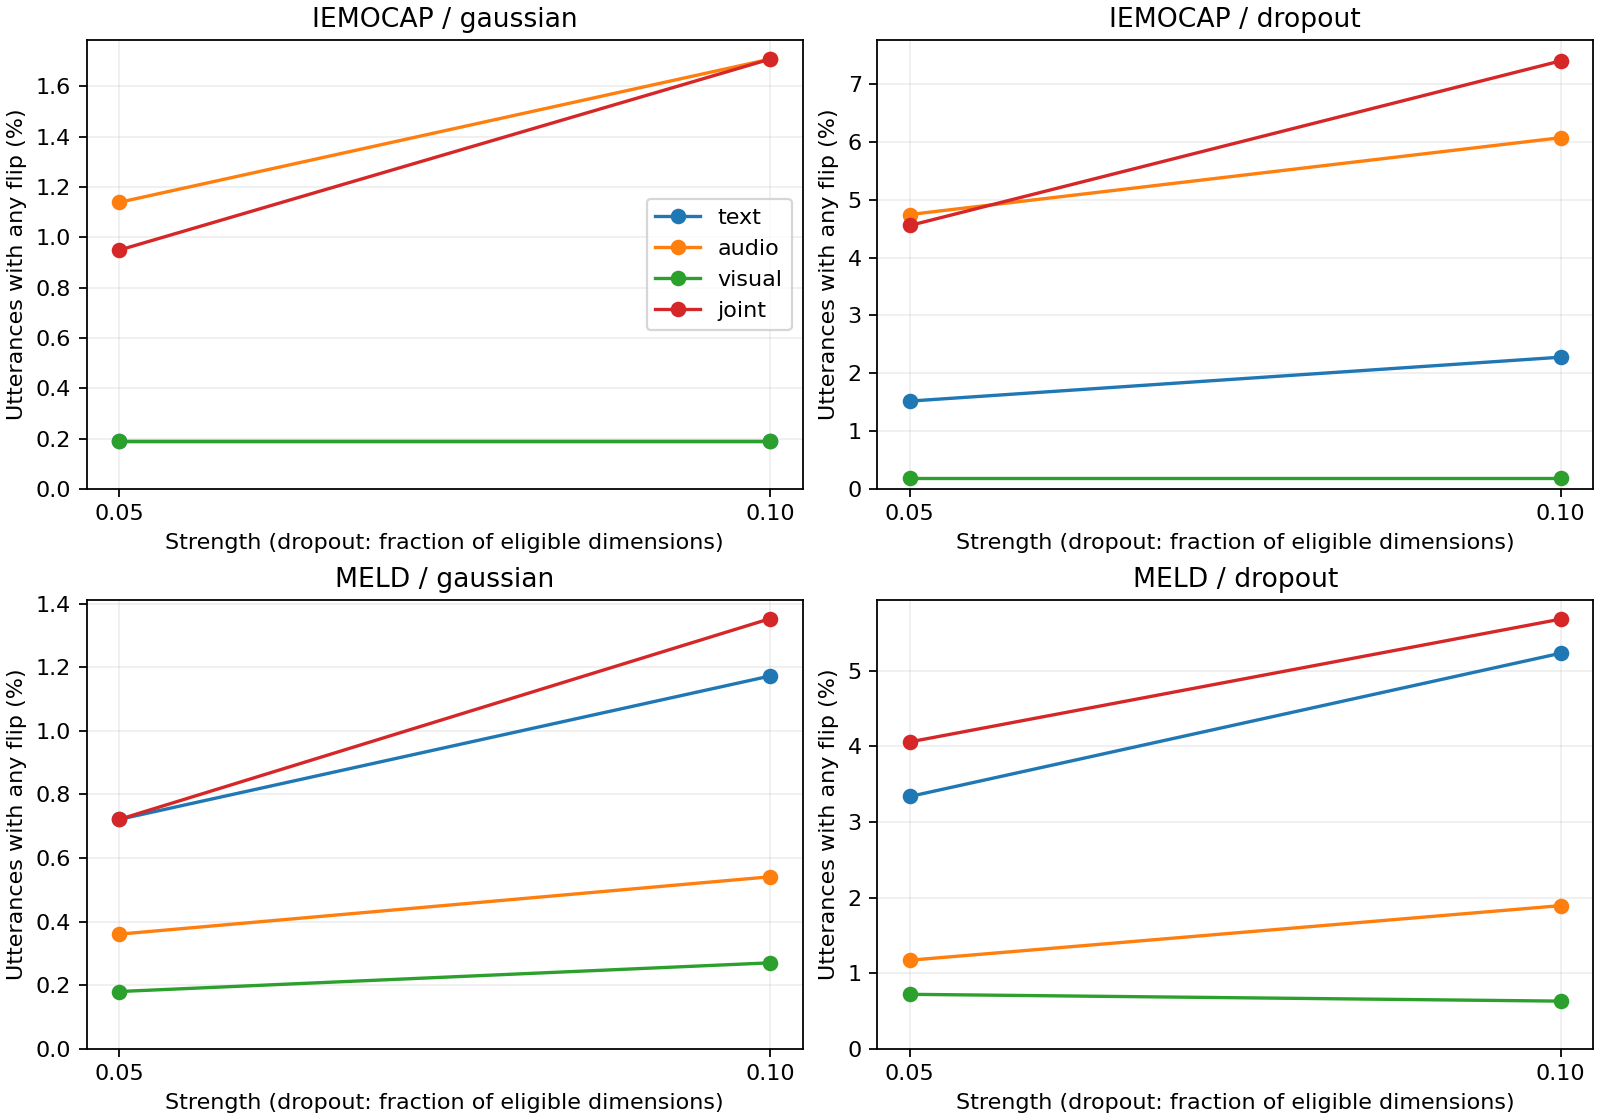 IEMOCAP / gaussian
Utterances with any flip (%)
1.6
1.4
1.2
1.0
0.8
0.6
0.4
0.2
0.0
text
audio
visual
joint
0.05
0.10
Strength (dropout: fraction of eligible dimensions)
IEMOCAP / dropout
Utterances with any flip (%)
7
6
5
4
3
2
1
0
0.05
0.10
Strength (dropout: fraction of eligible dimensions)
MELD / gaussian
Utterances with any flip (%)
1.4
1.2
1.0
0.8
0.6
0.4
0.2
0.0
0.05
0.10
Strength (dropout: fraction of eligible dimensions)
MELD / dropout
Utterances with any flip (%)
5
4
3
2
1
0
0.05
0.10
Strength (dropout: fraction of eligible dimensions)